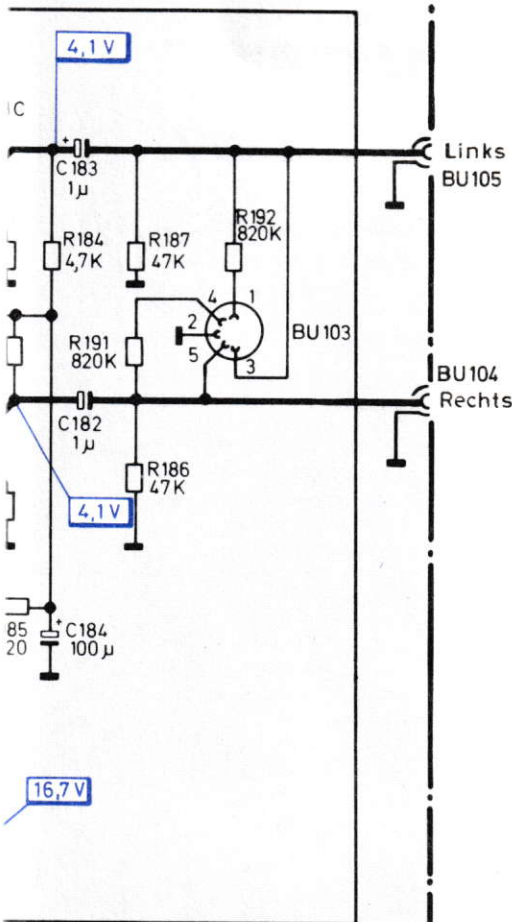 4,1 V
IC
C183
1µ
Links
BU105
R192
820K
R184
4,7K
R187
47K
4
1
2
5
3
BU103
R191
820K
BU104
Rechts
C182
1µ
R186
47K
4,1 V
85
20
C184
100µ
16,7 V